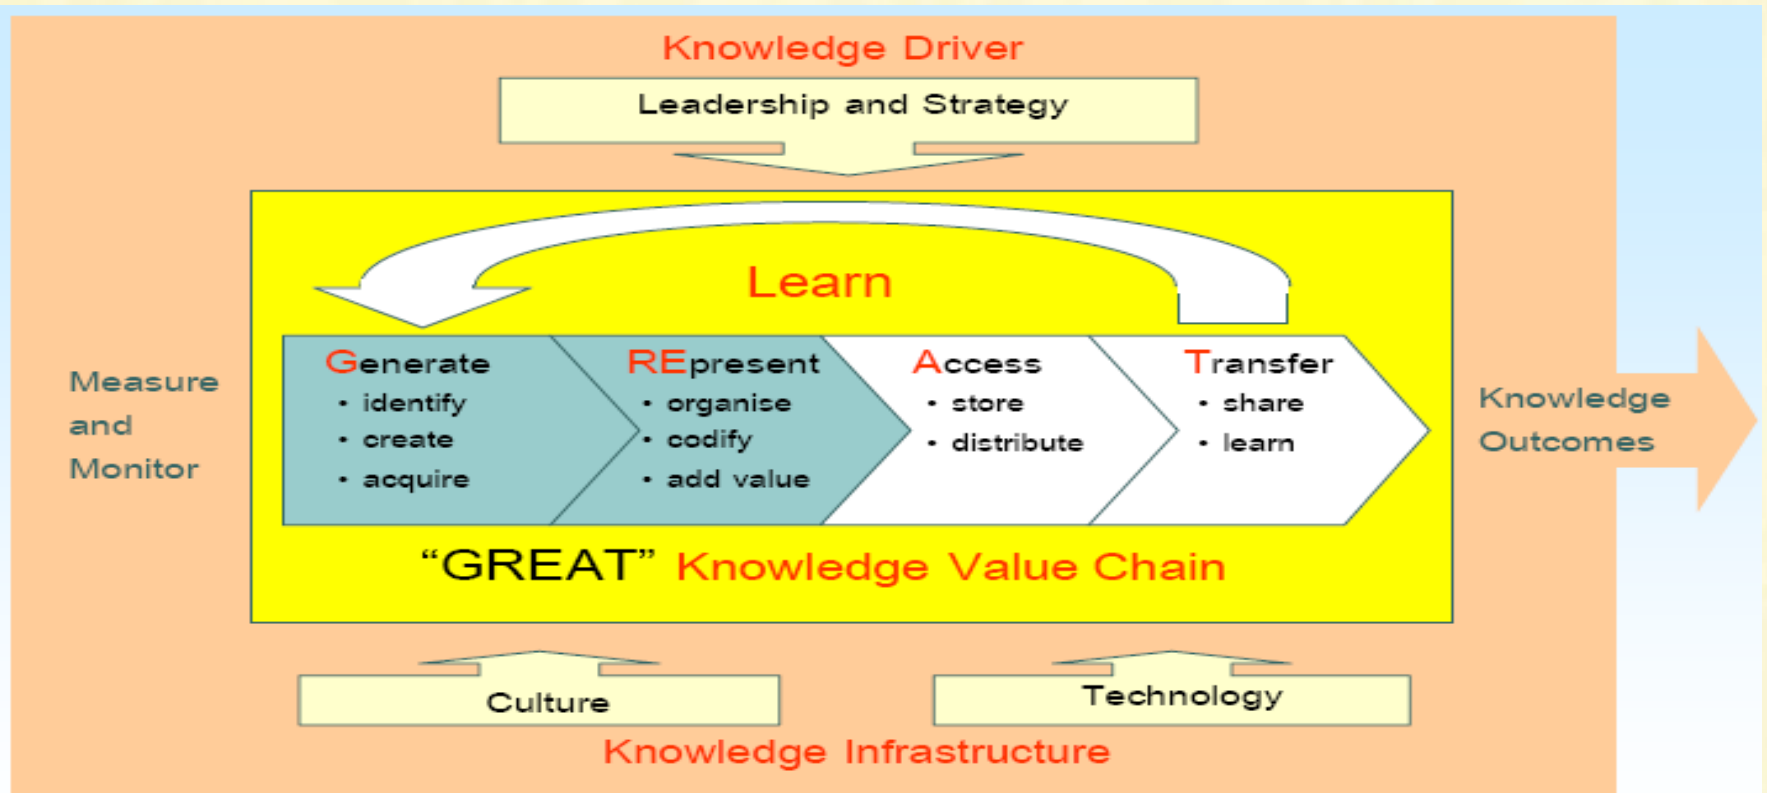 Knowledge Driver
Leadership and Strategy
Learn
Measure
and
Monitor
Generate
• identify
• create
• acquire
REpresent
• organise
• codify
• add value
Access
• store
• distribute
Transfer
• share
• learn
Knowledge
Outcomes
“GREAT” Knowledge Value Chain
Culture
Technology
Knowledge Infrastructure